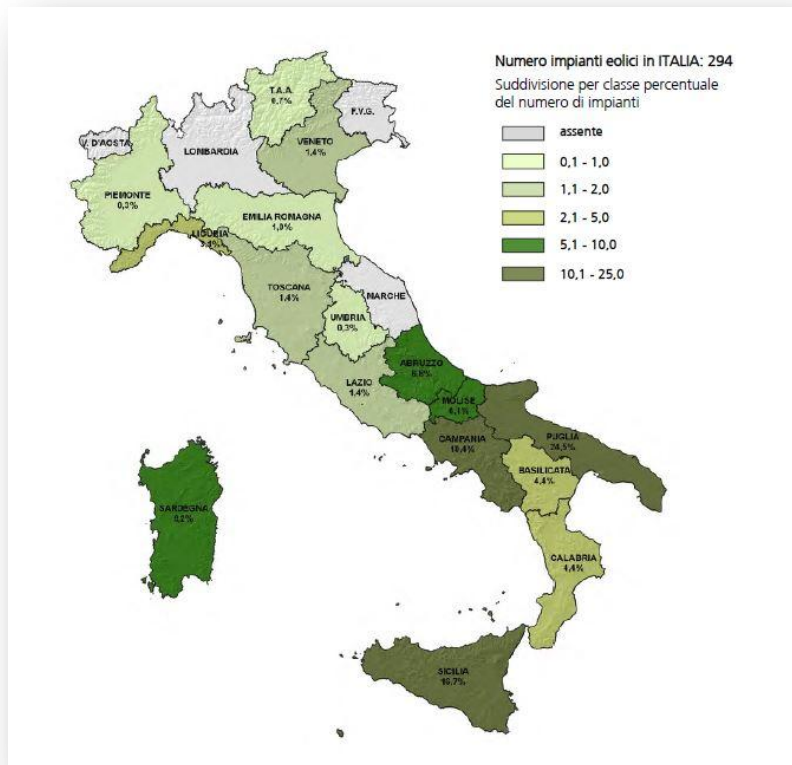 Numero impianti eolici in ITALIA: 294
Suddivisione per classe percentuale
del numero di impianti
assente
0,1 - 1,0
1,1 - 2,0
2,1 - 5,0
5,1 - 10,0
10,1 - 25,0
T.A.A.
0,7%
F.V.G.
V. D'AOSTA
LOMBARDIA
VENETO
1,4%
PIEMONTE
0,3%
EMILIA ROMAGNA
1,0%
LIGURIA
TOSCANA
1,4%
MARCHE
UMBRIA
0,3%
ABRUZZO
LAZIO
1,4%
MOLISE
CAMPANIA
PUGLIA
24,5%
BASILICATA
4,4%
SARDEGNA
CALABRIA
4,4%
SICILIA